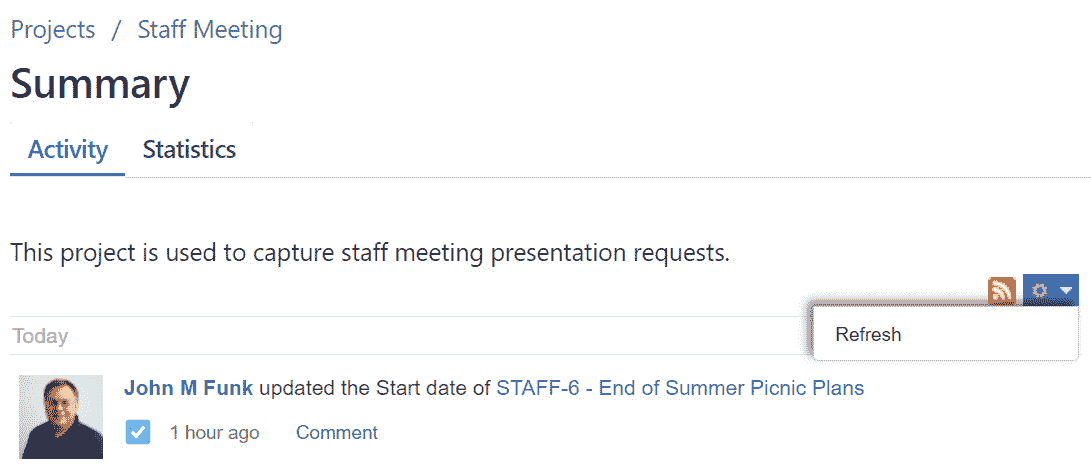 Projects / Staff Meeting
Summary
Activity Statistics
This project is used to capture staff meeting presentation requests.
Refresh
Today
John M Funk updated the Start date of STAFF-6 - End of Summer Picnic Plans
1 hour ago Comment